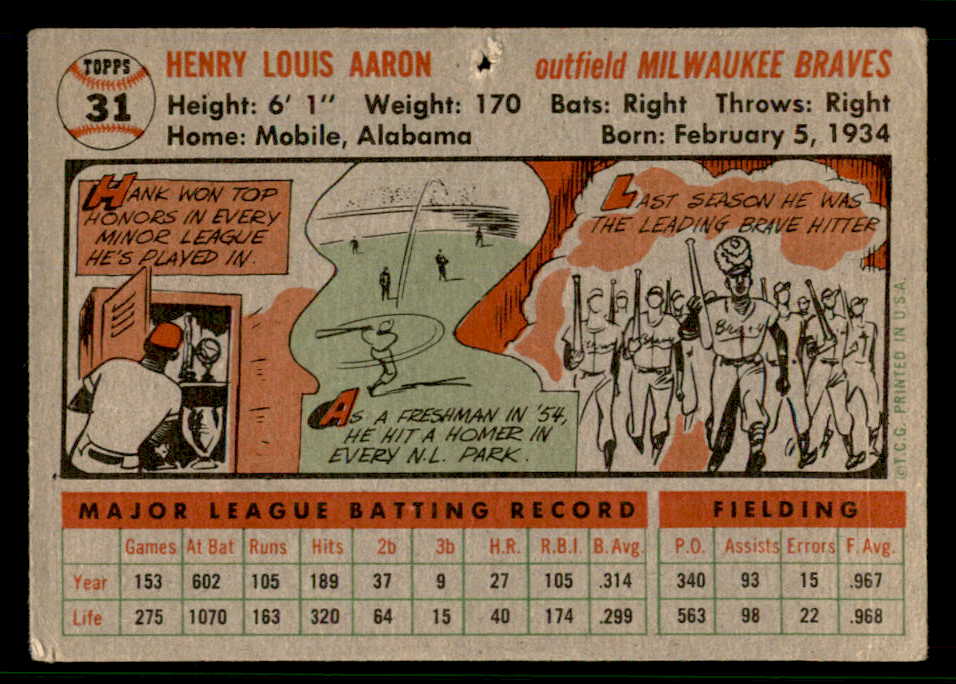 TOPPS
31
HENRY LOUIS AARON
outfield MILWAUKEE BRAVES
Height: 6' 1" Weight: 170 Bats: Right Throws: Right
Home: Mobile, Alabama Born: February 5, 1934
HANK WON TOP
HONORS IN EVERY
MINOR LEAGUE
HE'S PLAYED IN.
AS A FRESHMAN IN '54,
HE HIT A HOMER IN
EVERY N.L. PARK.
LAST SEASON HE WAS
THE LEADING BRAVE HITTER
©T.C.G. PRINTED IN U.S.A.
MAJOR LEAGUE BATTING RECORD
Games At Bat Runs Hits 2b 3b H.R. R.B.I. B. Avg.
Year 153 602 105 189 37 9 27 105 .314
Life 275 1070 163 320 64 15 40 174 .299
FIELDING
P.O. Assists Errors F. Avg.
340 93 15 .967
563 98 22 .968